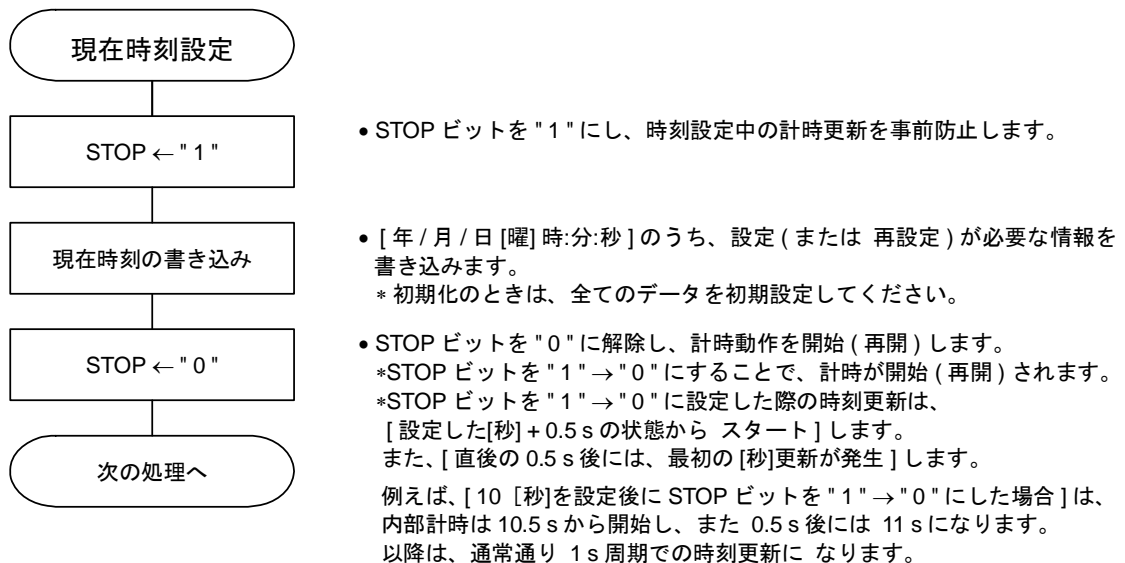 現在時刻設定
STOP ← " 1 "
• STOP ビットを " 1 " にし、時刻設定中の計時更新を事前防止します。
現在時刻の書き込み
• [ 年 / 月 / 日 [曜] 時:分:秒 ] のうち、設定 ( または 再設定 ) が必要な情報を
書き込みます。
* 初期化のときは、全てのデータを初期設定してください。
STOP ← " 0 "
• STOP ビットを " 0 " に解除し、計時動作を開始 ( 再開 ) します。
*STOP ビットを " 1 " → " 0 " にすることで、計時が開始 ( 再開 ) されます。
*STOP ビットを " 1 " → " 0 " に設定した際の時刻更新は、
[ 設定した[秒] + 0.5 s の状態から スタート ] します。
また、[ 直後の 0.5 s 後には、最初の [秒]更新が発生 ] します。
次の処理へ
例えば、[ 10 [秒]を設定後に STOP ビットを " 1 " → " 0 " にした場合 ] は、
内部計時は 10.5 s から開始し、また 0.5 s 後には 11 s になります。
以降は、通常通り 1 s 周期での時刻更新に なります。